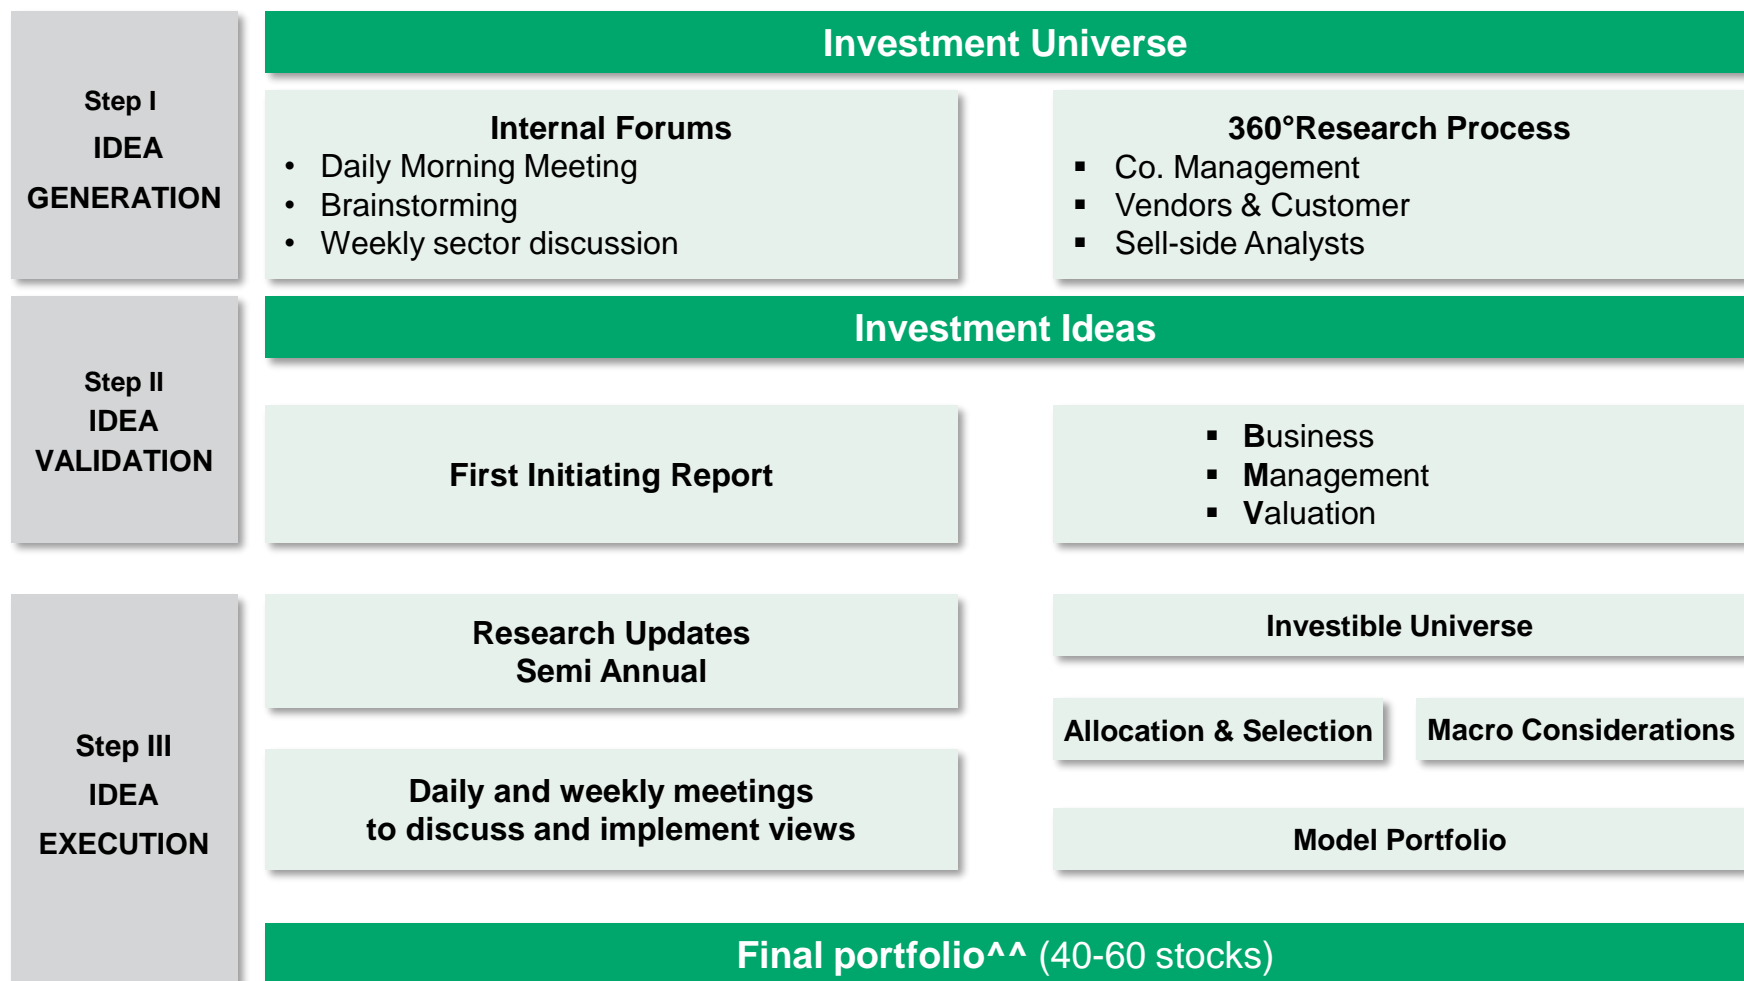 Investment Universe
Step I
IDEA
GENERATION
Internal Forums
• Daily Morning Meeting
• Brainstorming
• Weekly sector discussion
360°Research Process
▪ Co. Management
▪ Vendors & Customer
▪ Sell-side Analysts
Investment Ideas
Step II
IDEA
VALIDATION
First Initiating Report
▪ Business
▪ Management
▪ Valuation
Step III
IDEA
EXECUTION
Research Updates
Semi Annual
Daily and weekly meetings
to discuss and implement views
Investible Universe
Allocation & Selection
Macro Considerations
Model Portfolio
Final portfolio^^ (40-60 stocks)